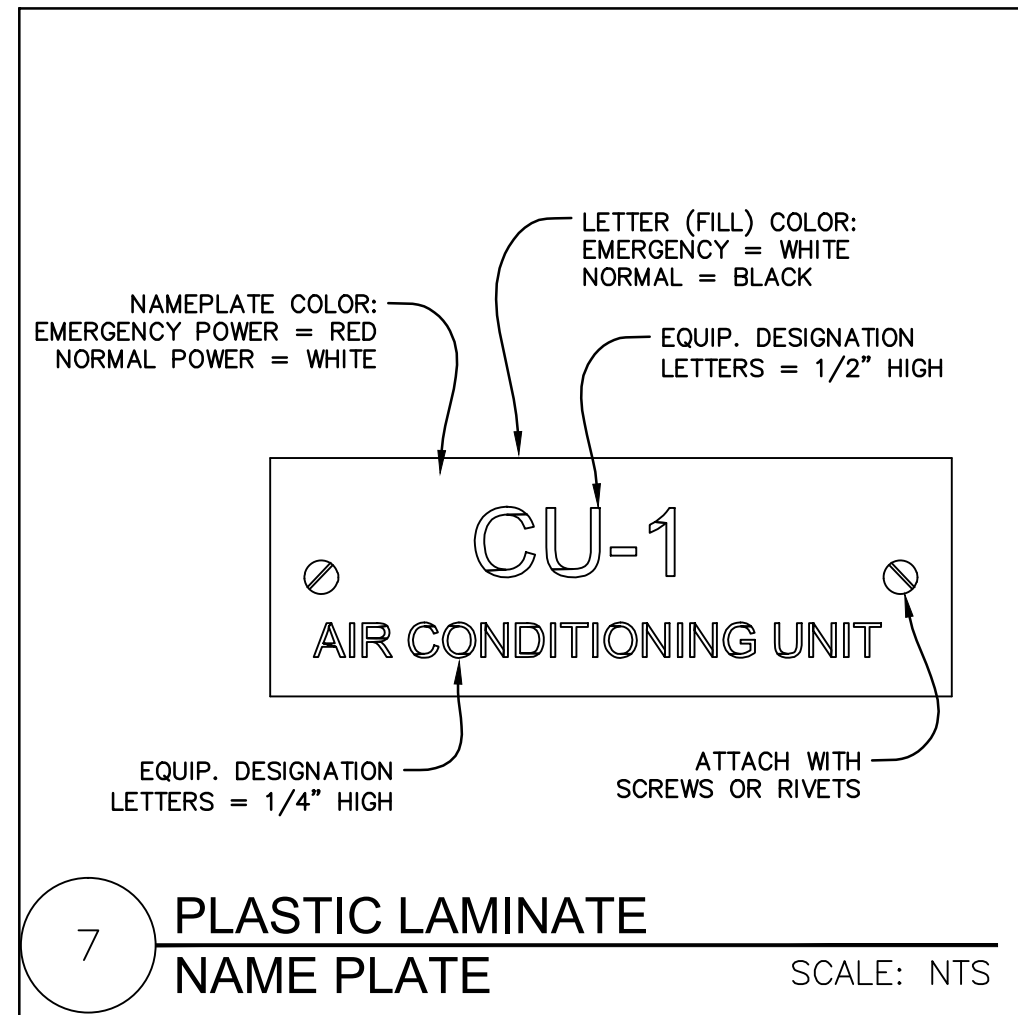 LETTER (FILL) COLOR:
EMERGENCY = WHITE
NORMAL = BLACK
NAMEPLATE COLOR:
EMERGENCY POWER = RED
NORMAL POWER = WHITE
EQUIP. DESIGNATION
LETTERS = 1/2" HIGH
CU-1
AIR CONDITIONING UNIT
EQUIP. DESIGNATION
LETTERS = 1/4" HIGH
ATTACH WITH
SCREWS OR RIVETS
7
PLASTIC LAMINATE
NAME PLATE
SCALE: NTS